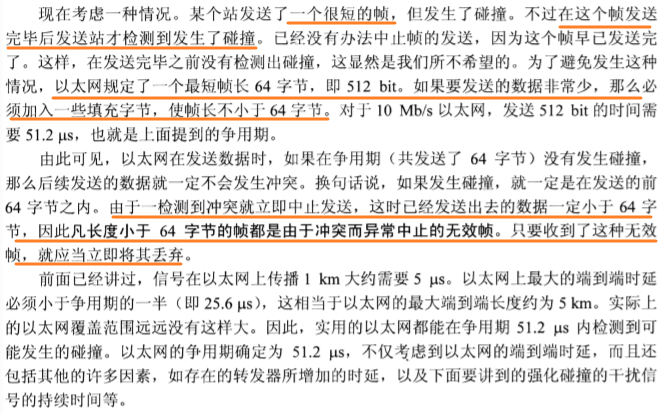 现在考虑一种情况。某个站发送了一个很短的帧，但发生了碰撞。不过在这个帧发送
完毕后发送站才检测到发生了碰撞。已经没有办法中止帧的发送，因为这个帧早已发送完
了。这样，在发送完毕之前没有检测出碰撞，这显然是我们所不希望的。为了避免发生这种
情况，以太网规定了一个最短帧长 64 字节，即 512 bit。如果要发送的数据非常少，那么必
须加入一些填充字节，使帧长不小于 64 字节。对于 10 Mb/s 以太网，发送 512 bit 的时间需
要 51.2 μs，也就是上面提到的争用期。
由此可见，以太网在发送数据时，如果在争用期（共发送了 64 字节）没有发生碰撞，
那么后续发送的数据就一定不会发生冲突。换句话说，如果发生碰撞，就一定是在发送的前
64 字节之内。由于一检测到冲突就立即中止发送，这时已经发送出去的数据一定小于 64 字
节，因此凡长度小于 64 字节的帧都是由于冲突而异常中止的无效帧。只要收到了这种无效
帧，就应当立即将其丢弃。
前面已经讲过，信号在以太网上传播 1 km 大约需要 5 μs。以太网上最大的端到端时延
必须小于争用期的一半（即 25.6 μs），这相当于以太网的最大端到端长度约为 5 km。实际上
的以太网覆盖范围远远没有这样大。因此，实用的以太网都能在争用期 51.2 μs 内检测到可
能发生的碰撞。以太网的争用期确定为 51.2 μs，不仅考虑到以太网的端到端时延，而且还
包括其他的许多因素，如存在的转发器所增加的时延，以及下面要讲到的强化碰撞的干扰信
号的持续时间等。